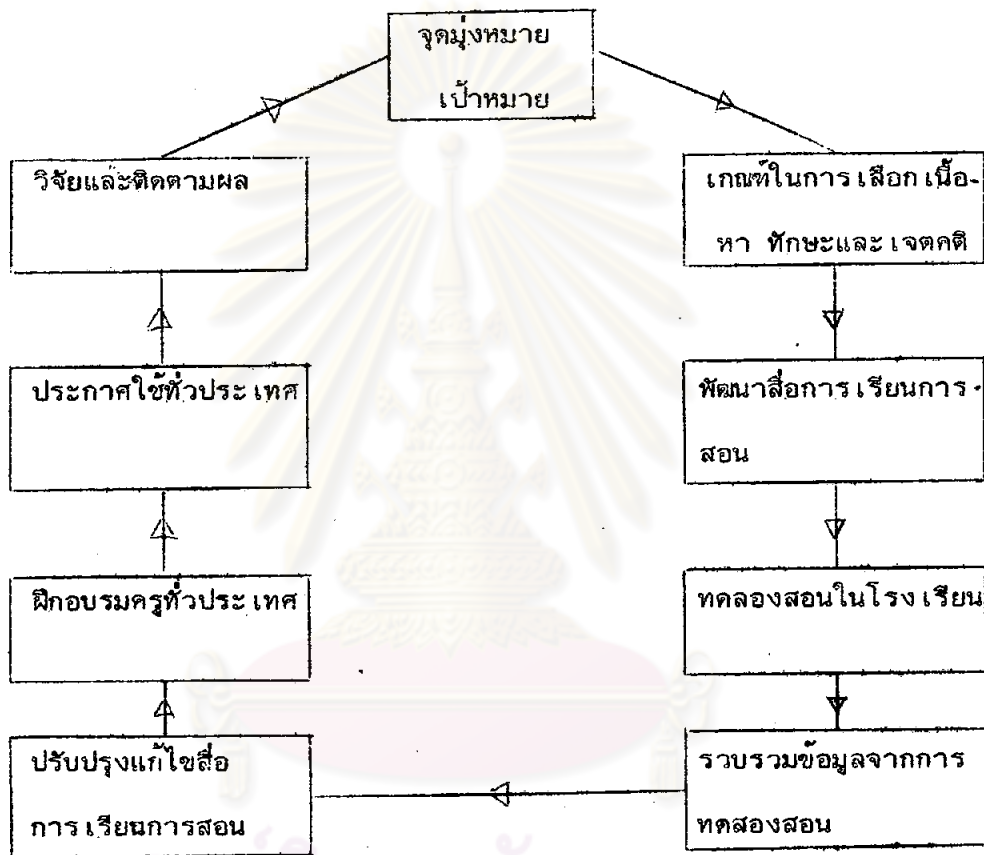 จุดมุ่งหมาย
เป้าหมาย
เกณฑ์ในการเลือกเนื้อ-
หา ทักษะและเจตคติ
พัฒนาสื่อการเรียนการ-
สอน
ทดลองสอนในโรงเรียน
รวบรวมข้อมูลจากการ
ทดสองสอน
ปรับปรุงแก้ไขสื่อ
การเรียนการสอน
ฝึกอบรมครูทั่วประเทศ
ประกาศใช้ทั่วประเทศ
วิจัยและติดตามผล